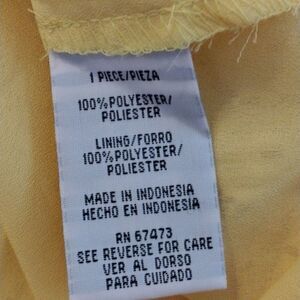 1 PIECE/PIEZA
100% POLYESTER/
POLIESTER
LINING/FORRO
100% POLYESTER/
POLIESTER
MADE IN INDONESIA
HECHO EN INDONESIA
RN 67473
SEE REVERSE FOR CARE
VER AL DORSO
PARA CUIDADO